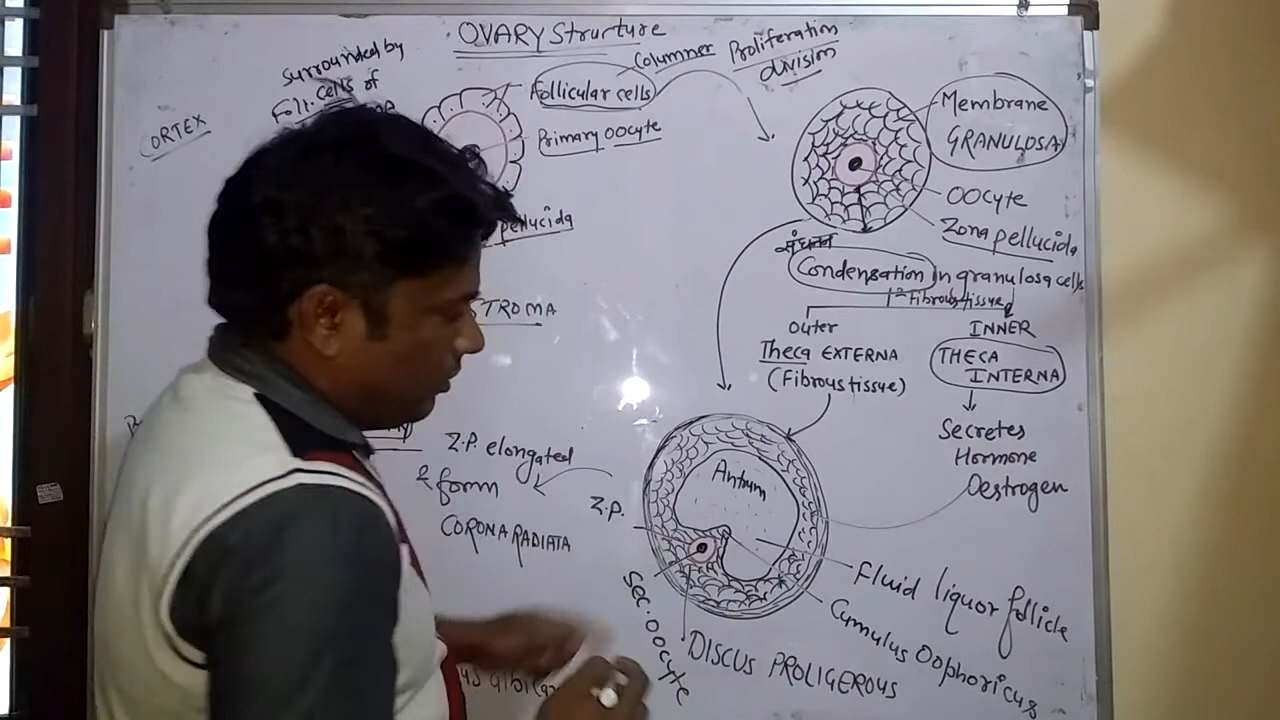 OVARY Structure
Surrounded by
Foll. cells of
CORTEX
Columner
Follicular cells
Primary Oocyte
pellucida
Proliferation
division
Membrane
GRANULOSA
OOcyte
Zona pellucida
संघनन
Condensation in granulosa cells
Fibrous tissue
Outer
Theca EXTERNA
(Fibrous tissue)
INNER
THECA
INTERNA
Secretes
Hormone
Oestrogen
TROMA
Z.P. elongated
& form
CORONA RADIATA
Z.P.
Antrum
Sec. OOcyte
Fluid liquor follicle
Cumulus Oophoricus
DISCUS PROLIGEROUS